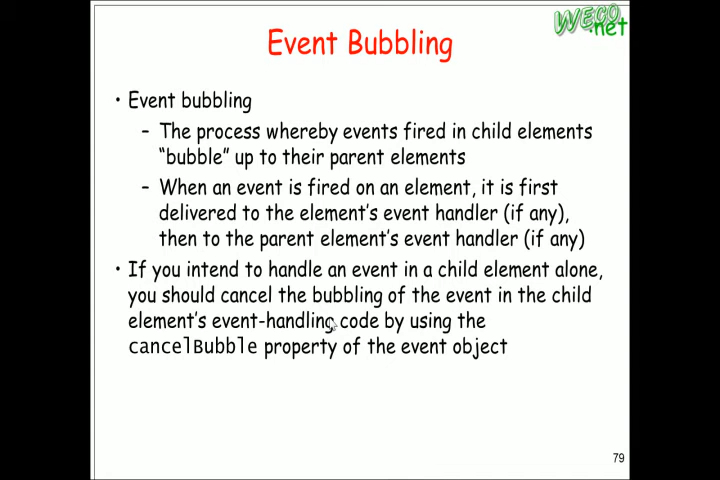 WECO
.net
Event Bubbling
• Event bubbling
– The process whereby events fired in child elements
“bubble” up to their parent elements
– When an event is fired on an element, it is first
delivered to the element’s event handler (if any),
then to the parent element’s event handler (if any)
• If you intend to handle an event in a child element alone,
you should cancel the bubbling of the event in the child
element’s event-handling code by using the
cancelBubble property of the event object
79